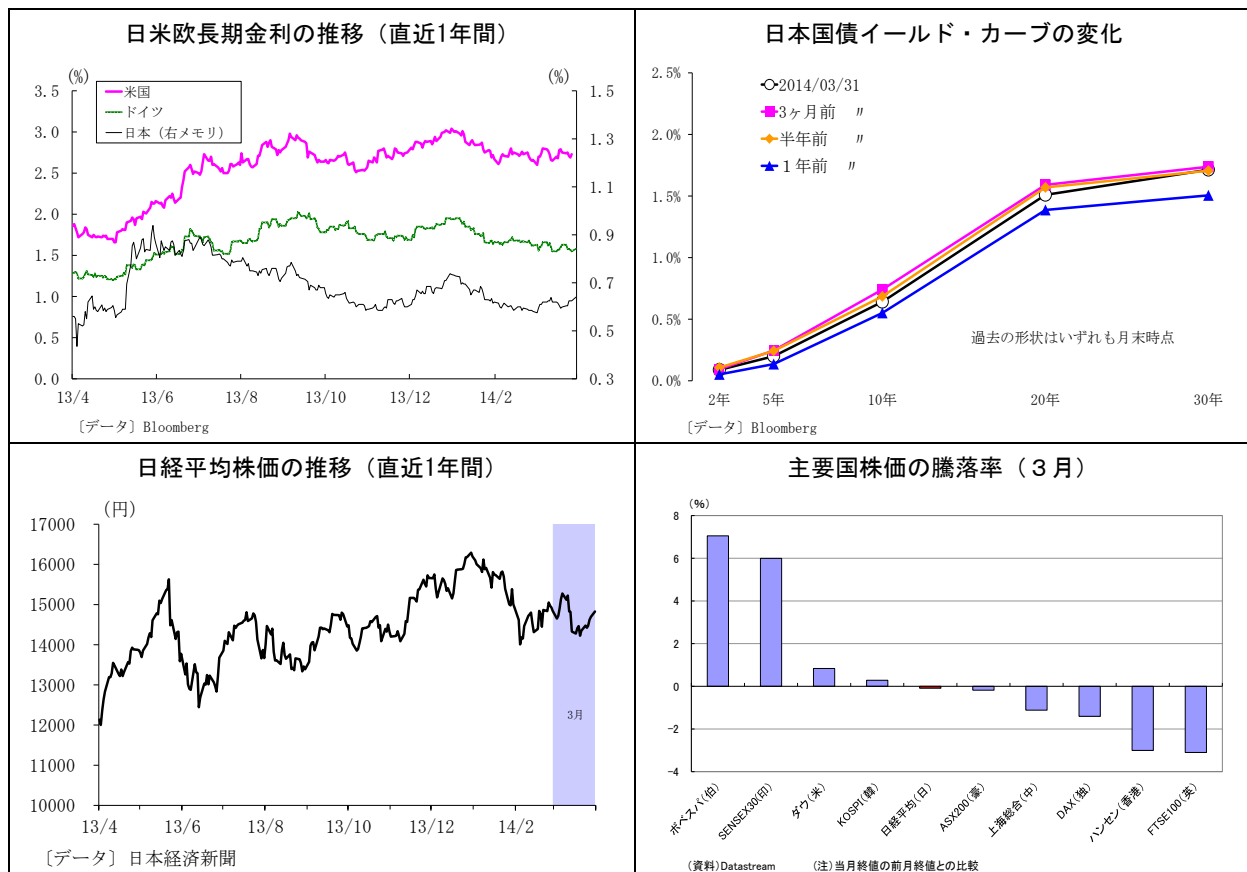 日米欧長期金利の推移（直近1年間）
(%)
(%)
3.5
3.0
2.5
2.0
1.5
1.0
0.5
0.0
米国
ドイツ
日本（右メモリ）
1.5
1.3
1.1
0.9
0.7
0.5
0.3
13/4 13/6 13/8 13/10 13/12 14/2
〔データ〕Bloomberg
日本国債イールド・カーブの変化
2.5%
2.0%
1.5%
1.0%
0.5%
0.0%
2014/03/31
3ヶ月前 〃
半年前 〃
１年前 〃
過去の形状はいずれも月末時点
2年 5年 10年 20年 30年
〔データ〕Bloomberg
日経平均株価の推移（直近1年間）
(円)
17000
16000
15000
14000
13000
12000
11000
10000
3月
13/4 13/6 13/8 13/10 13/12 14/2
〔データ〕日本経済新聞
主要国株価の騰落率（３月）
(%)
8
6
4
2
0
-2
-4
ボベスパ(伯)
SENSEX30(印)
ダウ(米)
KOSPI(韓)
日経平均(日)
ASX200(豪)
上海総合(中)
DAX(独)
ハンセン(香港)
FTSE100(英)
(資料)Datastream (注)当月終値の前月終値との比較